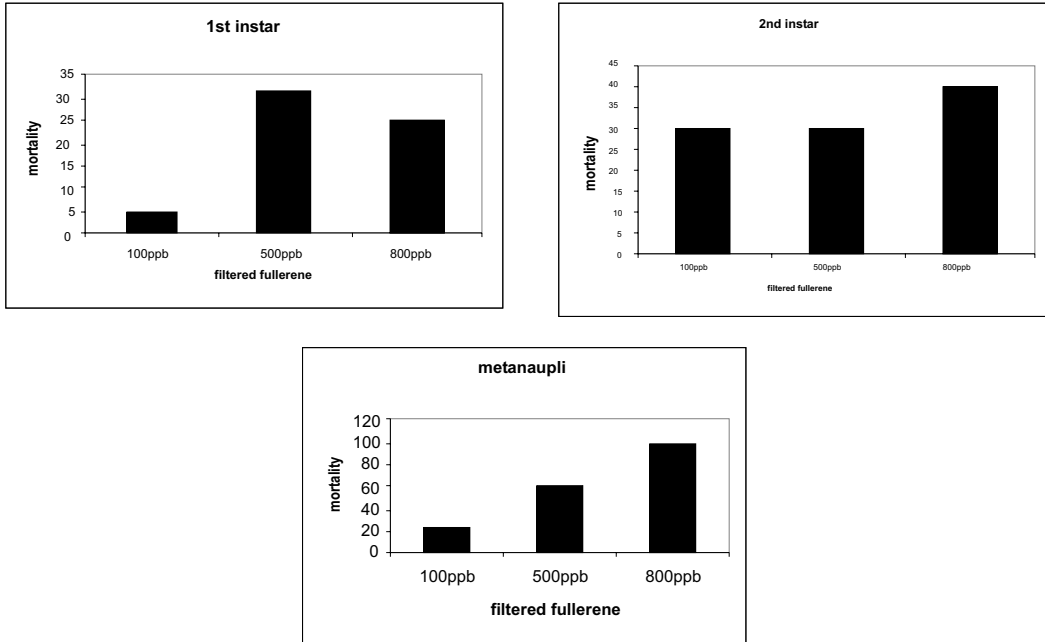 1st instar
mortality
35
30
25
20
15
10
5
0
100ppb 500ppb 800ppb
filtered fullerene
2nd instar
mortality
45
40
35
30
25
20
15
10
5
0
100ppb 500ppb 800ppb
filtered fullerene
metanaupli
mortality
120
100
80
60
40
20
0
100ppb 500ppb 800ppb
filtered fullerene